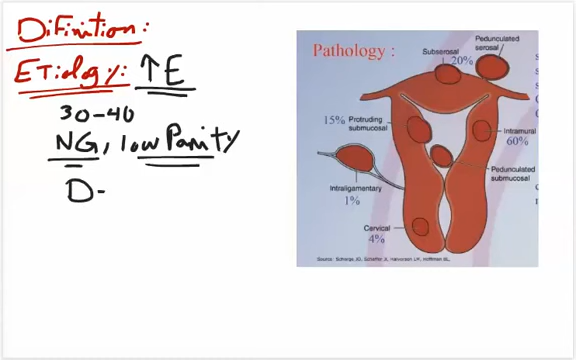 Difinition:
Etiology: ↑E
30-40
NG, low Parity
D-
Pathology :
Pedunculated
serosal
Subserosal
20%
15% Protruding
submucosal
Intramural
60%
Pedunculated
submucosal
Intraligamentary
1%
Cervical
4%